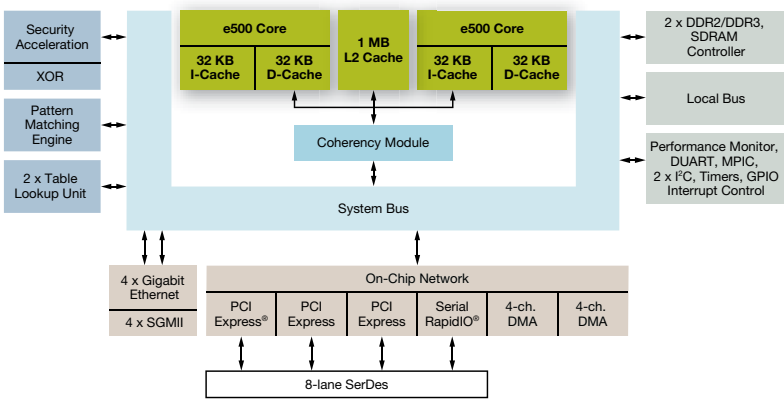 Security
Acceleration
XOR
Pattern
Matching
Engine
2 x Table
Lookup Unit
e500 Core
32 KB
I-Cache
32 KB
D-Cache
1 MB
L2 Cache
e500 Core
32 KB
I-Cache
32 KB
D-Cache
Coherency Module
System Bus
2 x DDR2/DDR3,
SDRAM
Controller
Local Bus
Performance Monitor,
DUART, MPIC,
2 x I²C, Timers, GPIO
Interrupt Control
4 x Gigabit
Ethernet
4 x SGMII
On-Chip Network
PCI
Express®
PCI
Express
PCI
Express
Serial
RapidIO®
4-ch.
DMA
4-ch.
DMA
8-lane SerDes